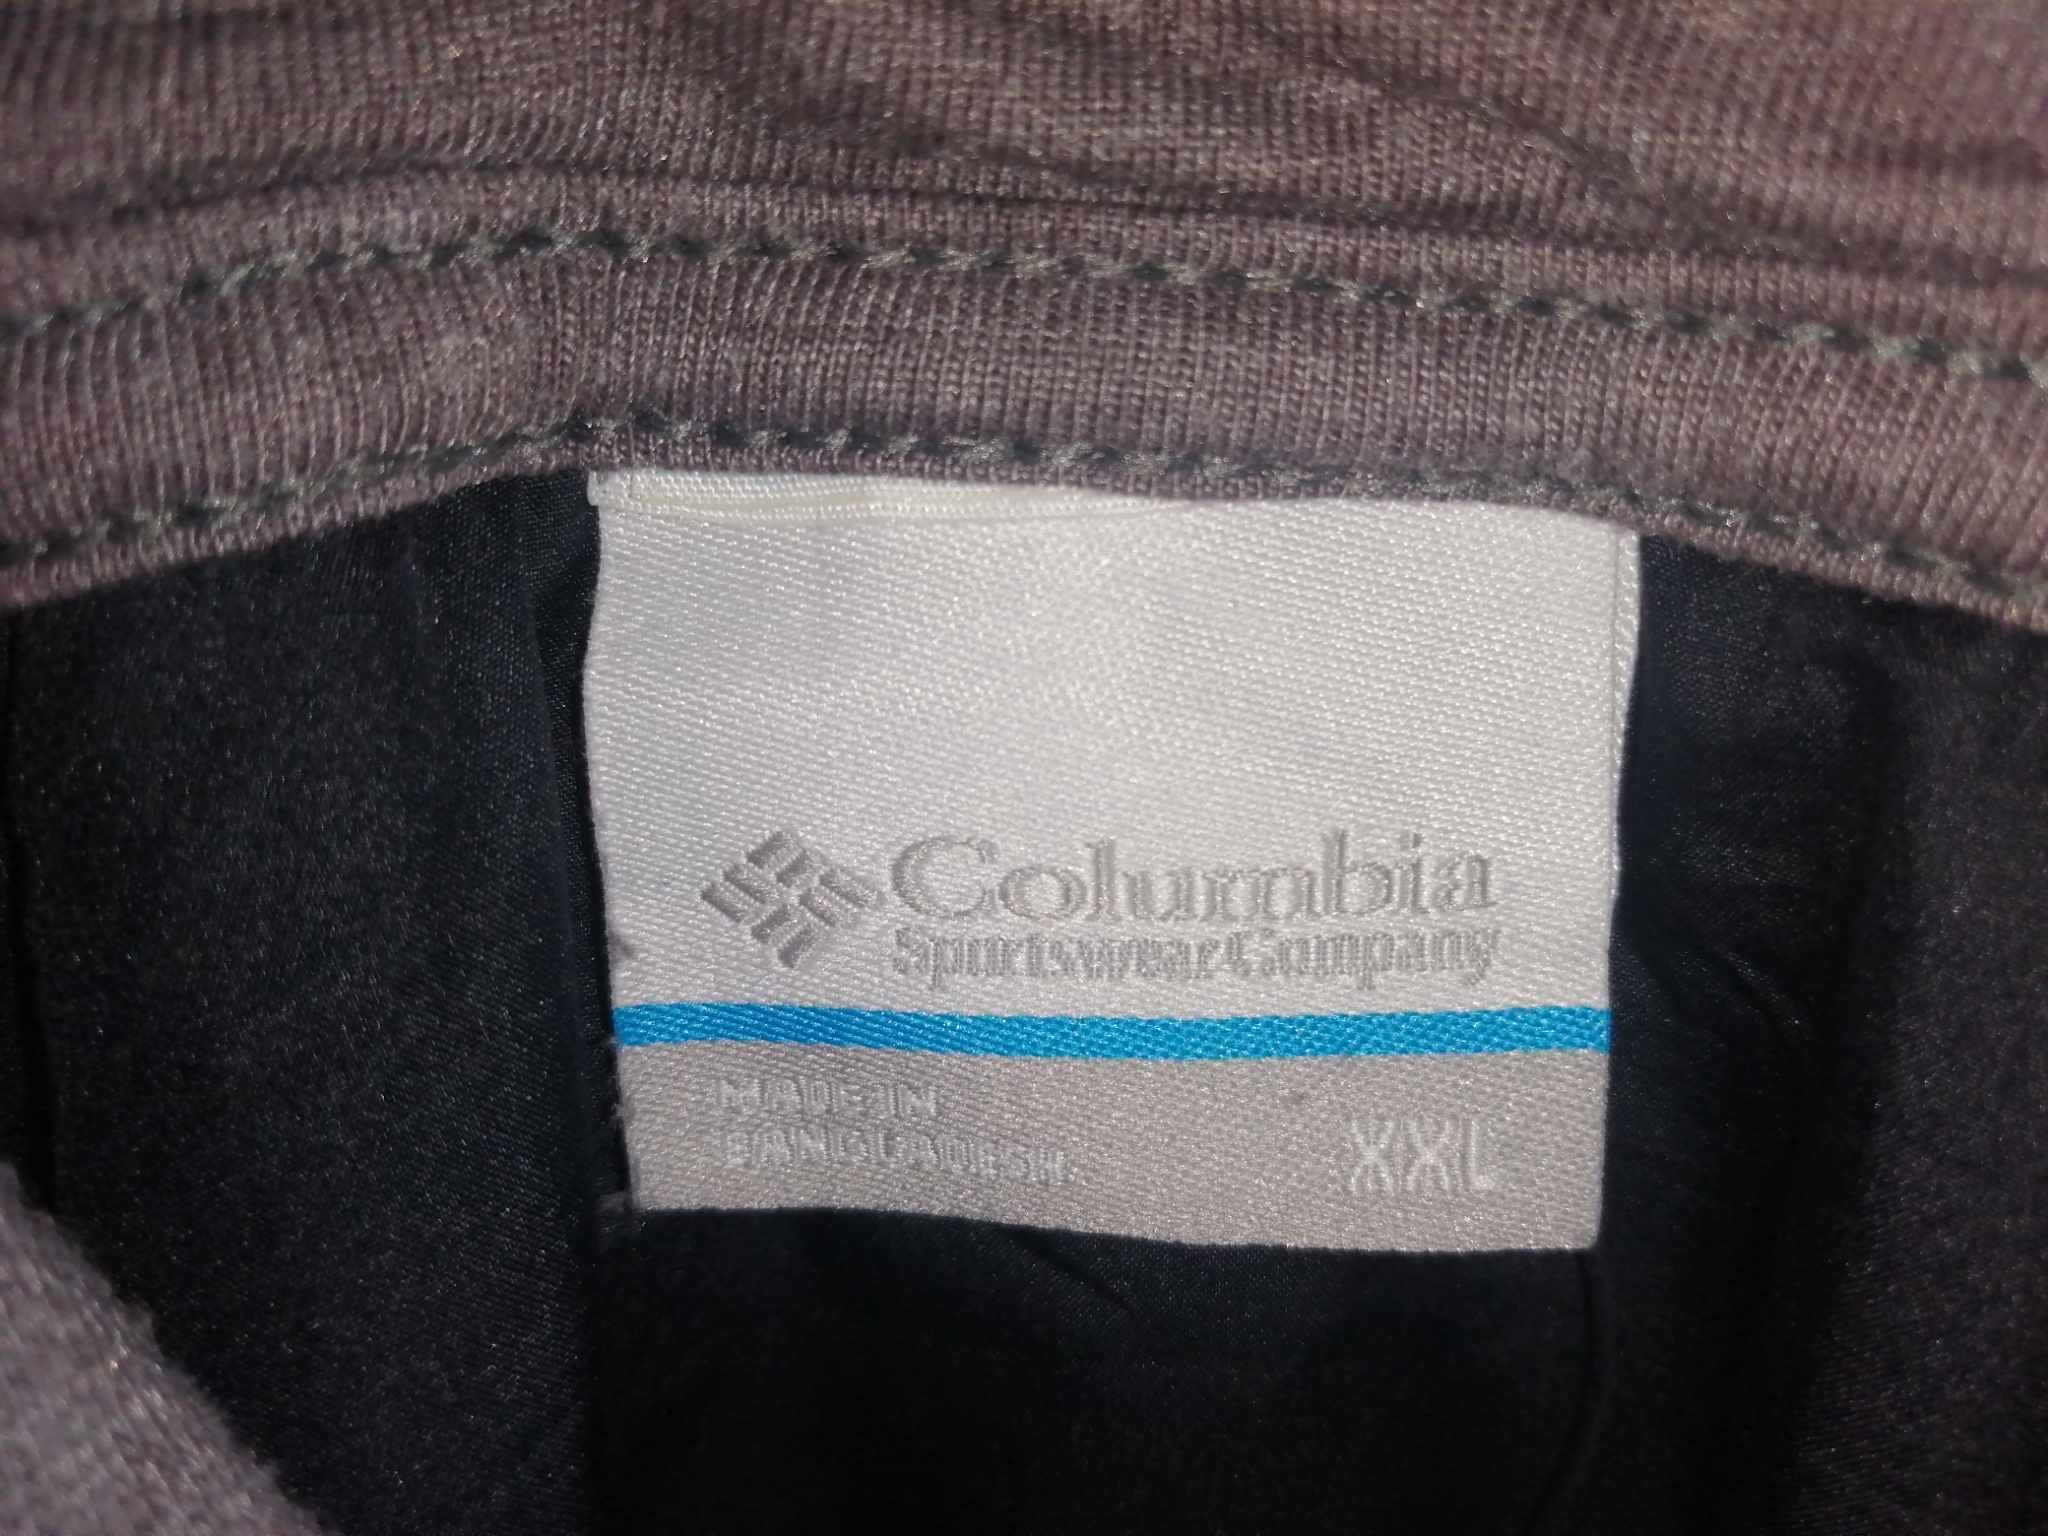 Columbia
Sportswear Company
MADE IN
BANGLADESH
XXL